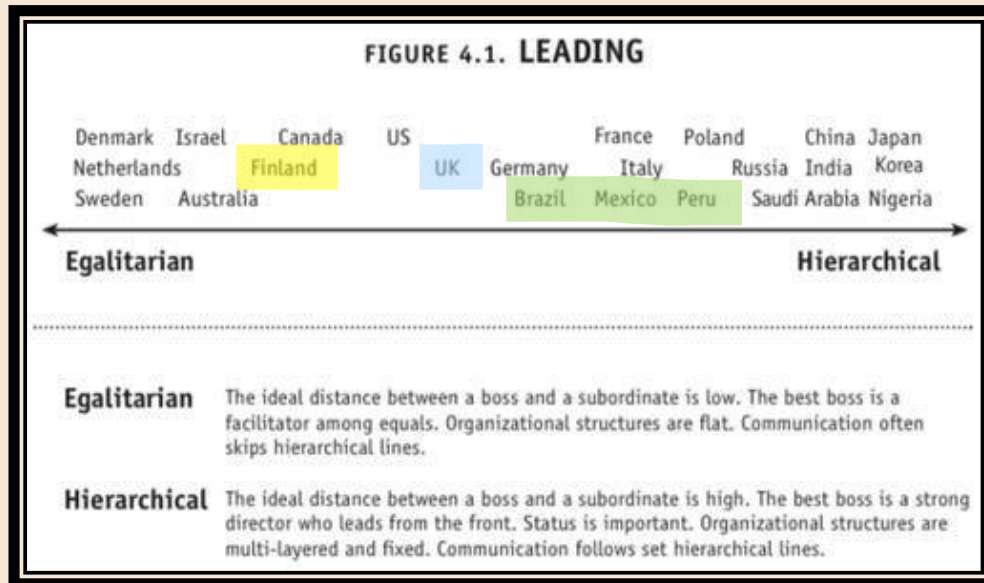 FIGURE 4.1. LEADING
Denmark Israel Canada US France Poland China Japan
Netherlands Finland UK Germany Italy Russia India Korea
Sweden Australia Brazil Mexico Peru Saudi Arabia Nigeria
Egalitarian Hierarchical
Egalitarian The ideal distance between a boss and a subordinate is low. The best boss is a
facilitator among equals. Organizational structures are flat. Communication often
skips hierarchical lines.
Hierarchical The ideal distance between a boss and a subordinate is high. The best boss is a strong
director who leads from the front. Status is important. Organizational structures are
multi-layered and fixed. Communication follows set hierarchical lines.